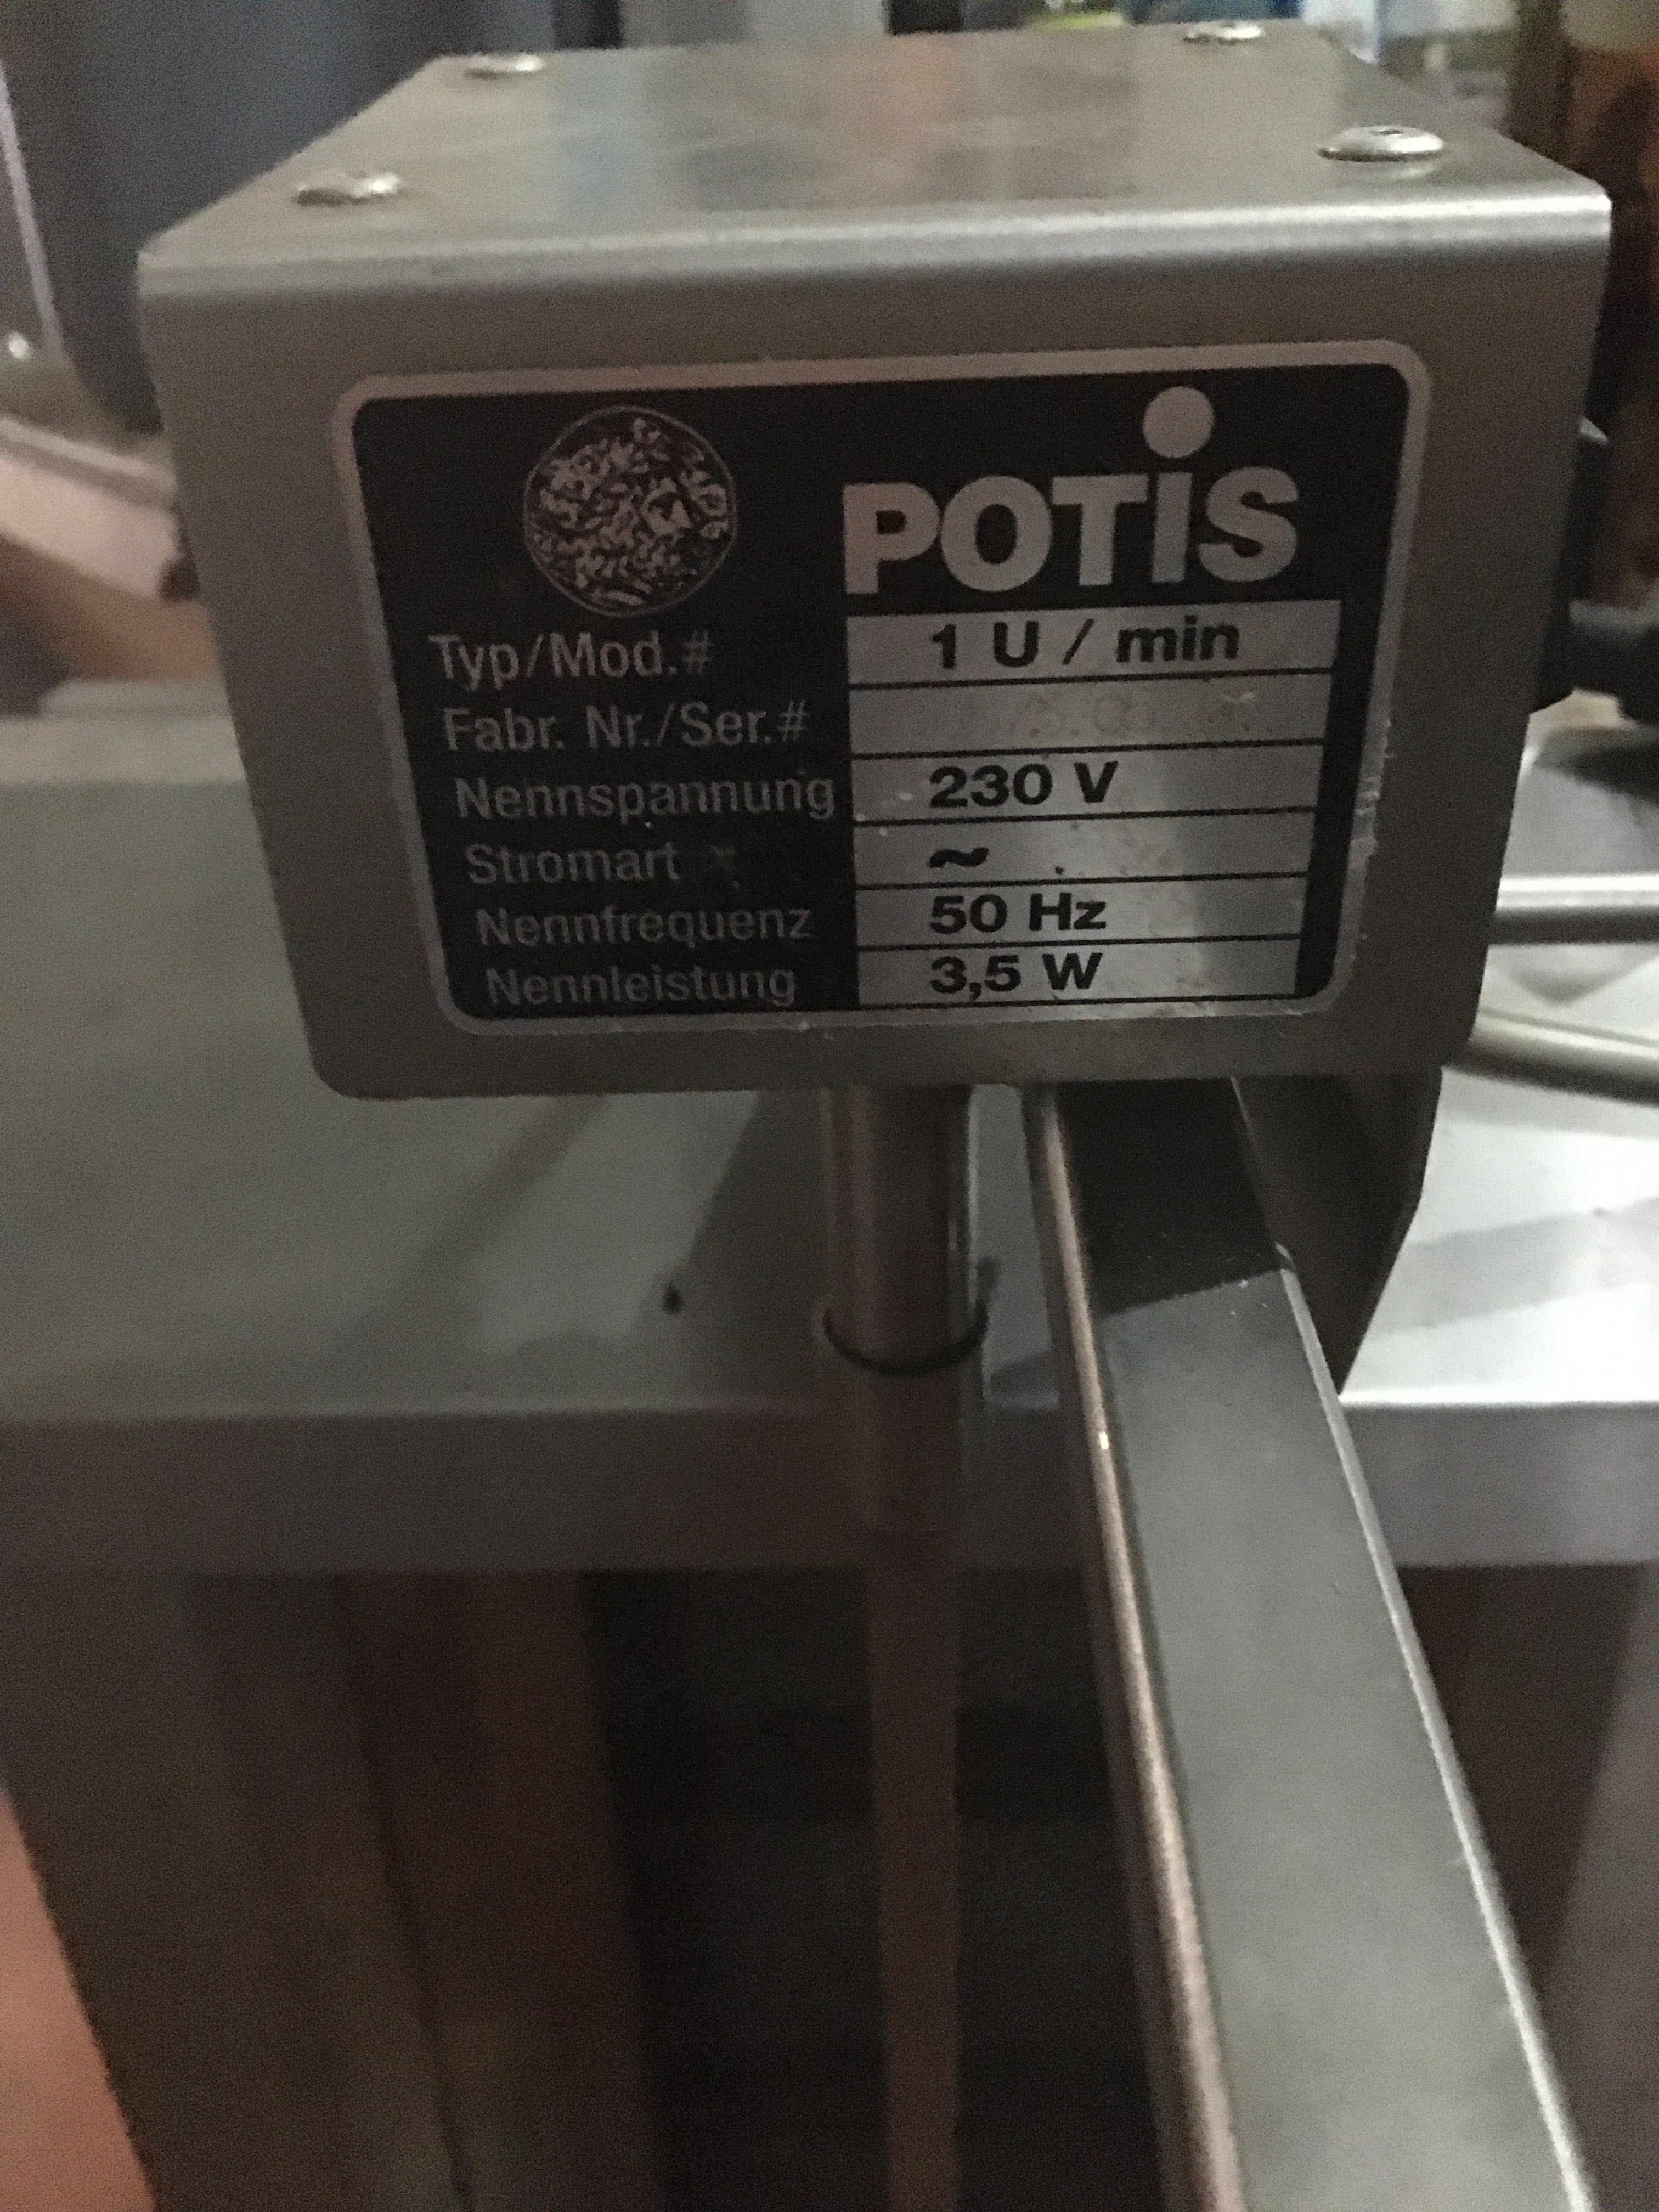 POTIS
Typ/Mod.# 1 U / min
Fabr. Nr./Ser.#
Nennspannung 230 V
Stromart ~
Nennfrequenz 50 Hz
Nennleistung 3,5 W